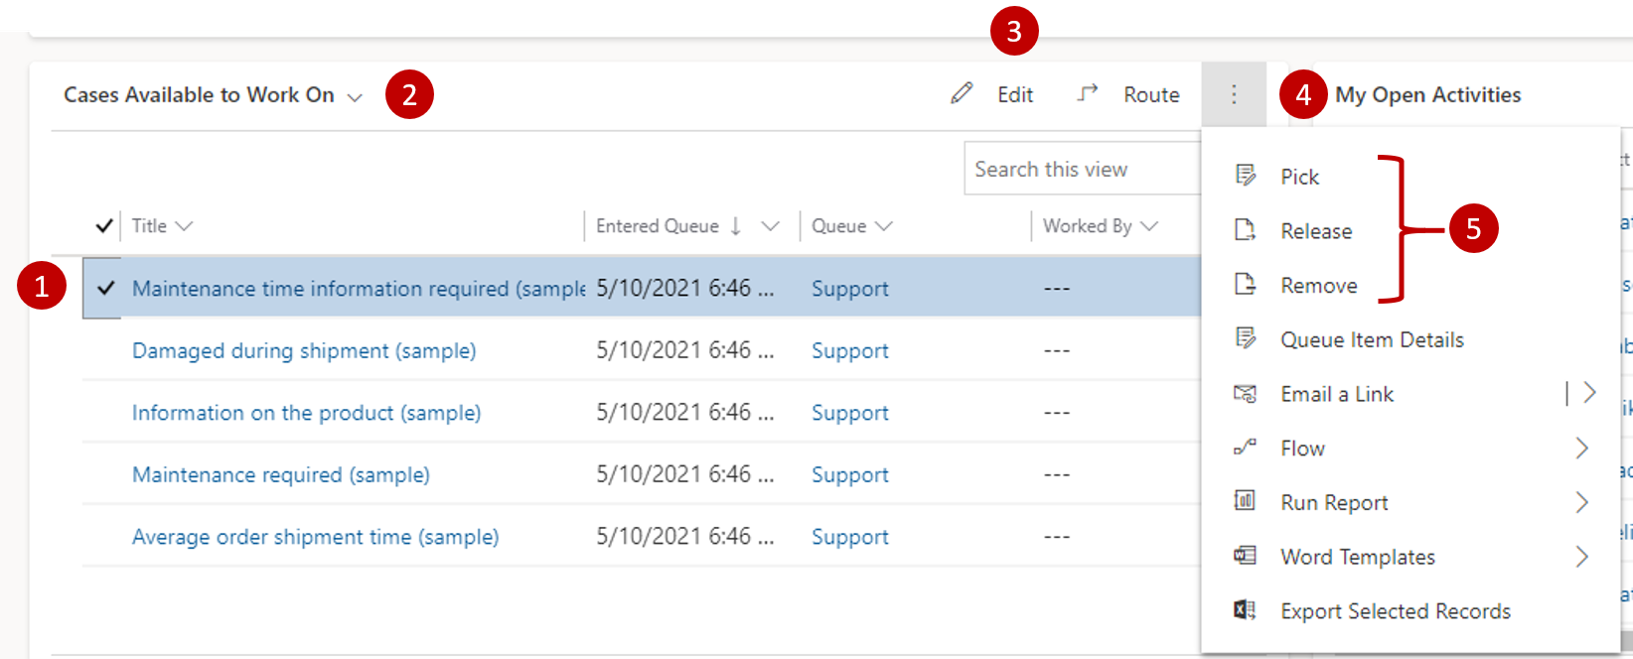 3
Cases Available to Work On
2
Edit
Route
4
My Open Activities
Search this view
Pick
Title
Entered Queue
Queue
Worked By
Release
5
1
Maintenance time information required (sample
5/10/2021 6:46 ...
Support
---
Remove
Damaged during shipment (sample)
5/10/2021 6:46 ...
Support
---
Queue Item Details
Information on the product (sample)
5/10/2021 6:46 ...
Support
---
Email a Link
Flow
Maintenance required (sample)
5/10/2021 6:46 ...
Support
---
Run Report
Average order shipment time (sample)
5/10/2021 6:46 ...
Support
---
Word Templates
Export Selected Records